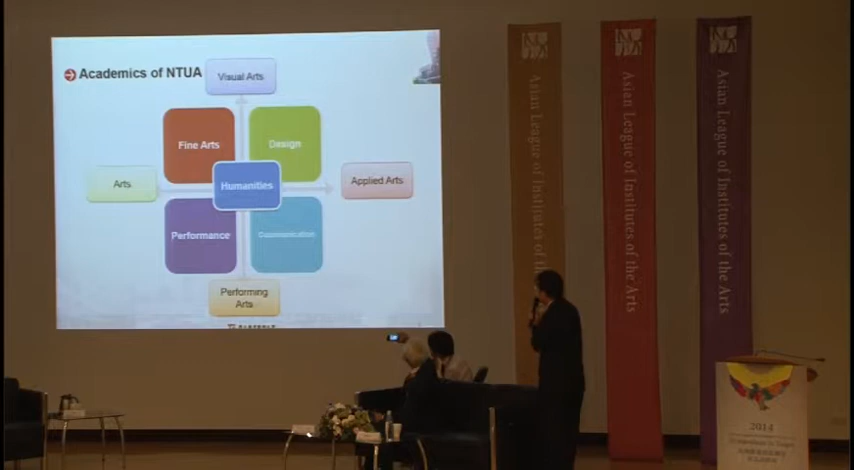 Academics of NTUA
Visual Arts
Fine Arts
Design
Arts
Humanities
Applied Arts
Performance
Communication
Performing
Arts
Asian League of Institutes of the
Asian League of Institutes of the Arts
Asian League of Institutes of the Arts
2014